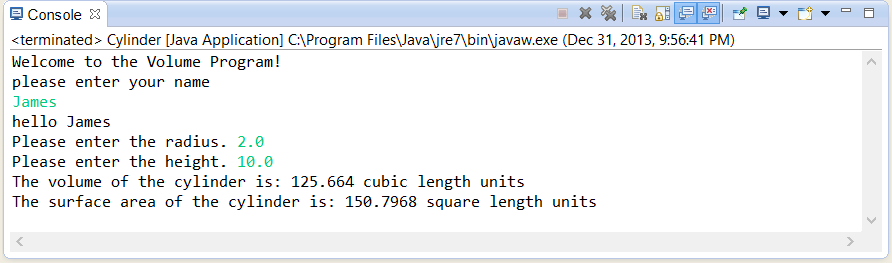 Console
<terminated> Cylinder [Java Application] C:\Program Files\Java\jre7\bin\javaw.exe (Dec 31, 2013, 9:56:41 PM)
Welcome to the Volume Program!
please enter your name
James
hello James
Please enter the radius. 2.0
Please enter the height. 10.0
The volume of the cylinder is: 125.664 cubic length units
The surface area of the cylinder is: 150.7968 square length units